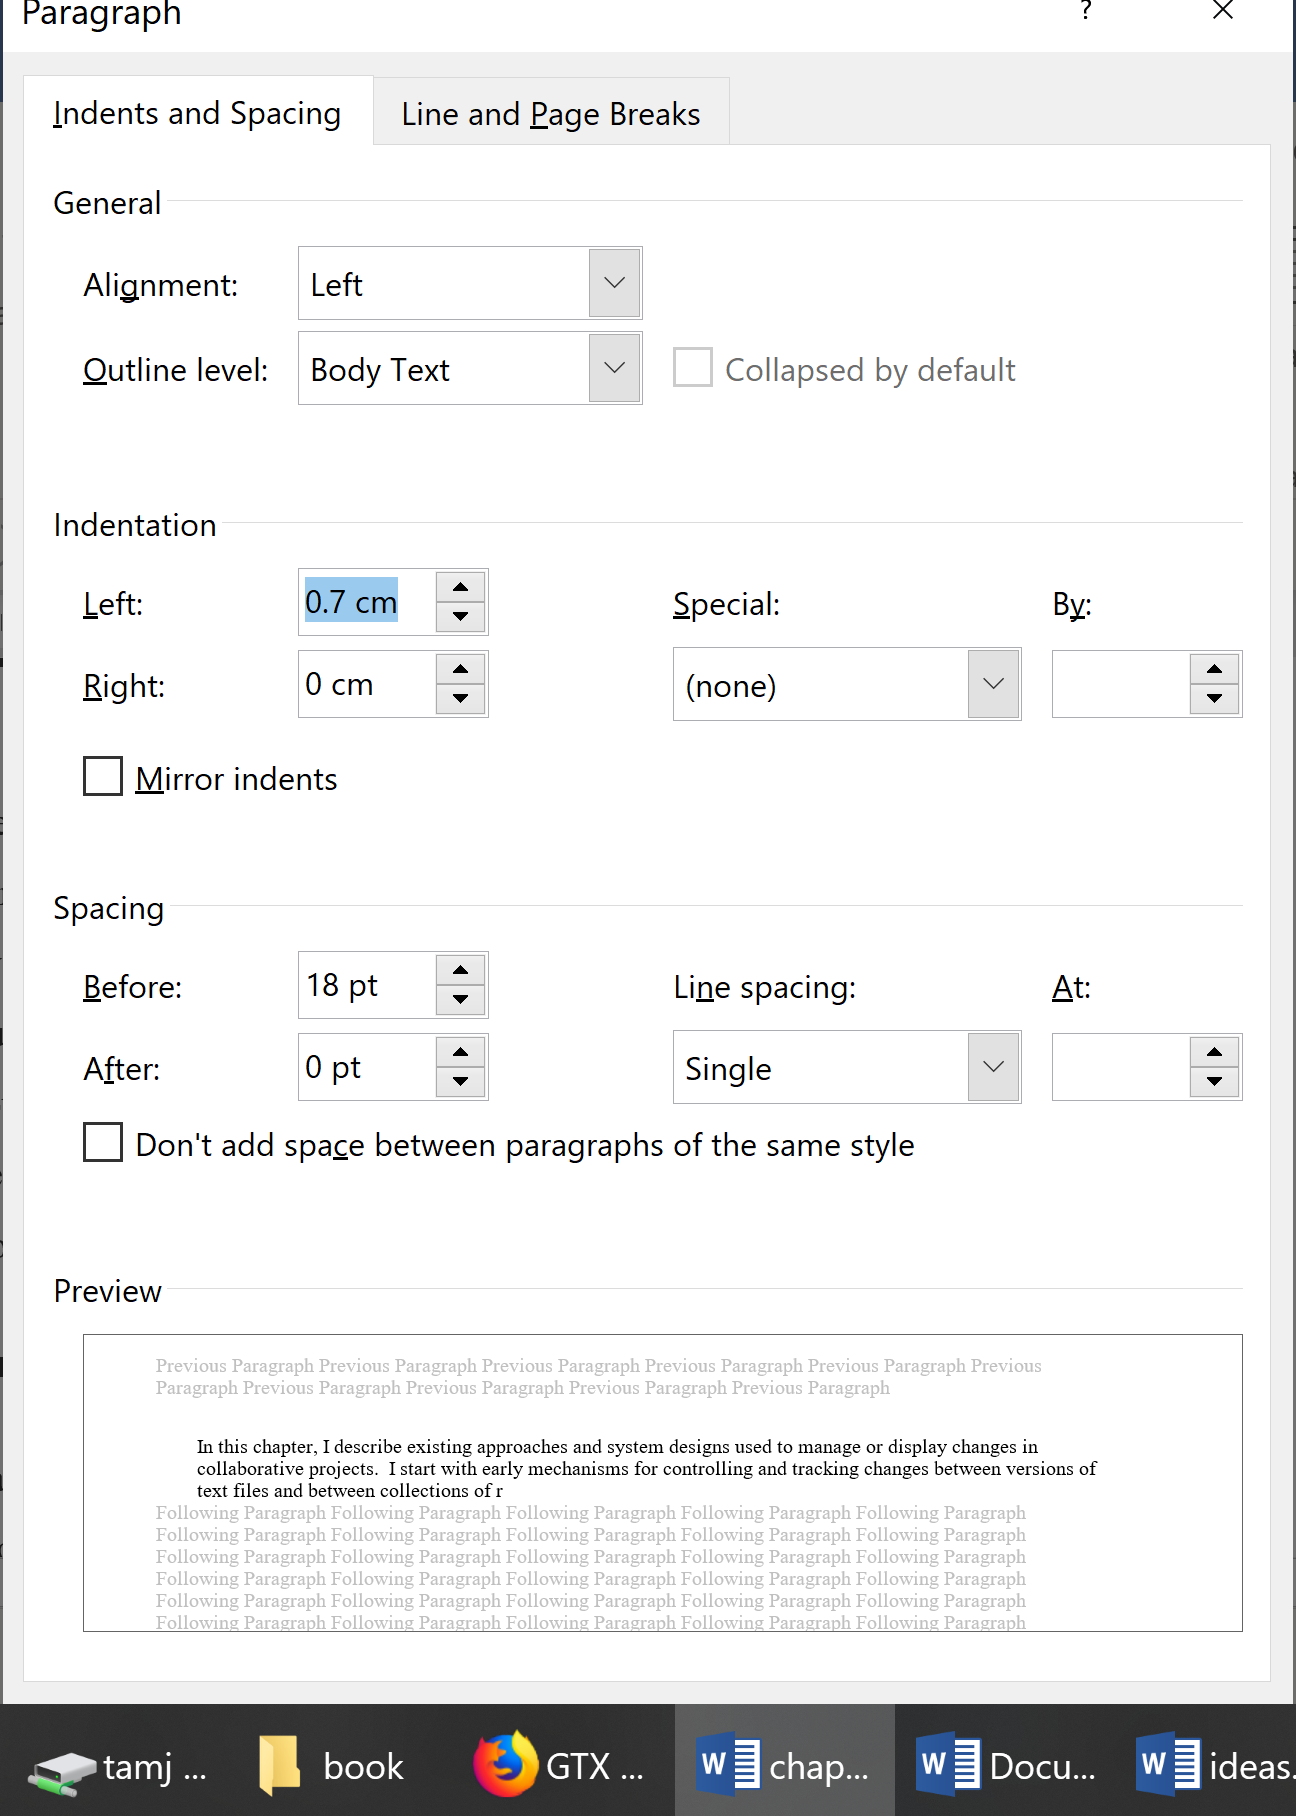 Paragraph ?
Indents and Spacing Line and Page Breaks
General
Alignment: Left
Outline level: Body Text Collapsed by default
Indentation
Left: 0.7 cm Special: By:
Right: 0 cm (none)
Mirror indents
Spacing
Before: 18 pt Line spacing: At:
After: 0 pt Single
Don't add space between paragraphs of the same style
Preview
Previous Paragraph Previous Paragraph Previous Paragraph Previous Paragraph Previous Paragraph Previous
Paragraph Previous Paragraph Previous Paragraph Previous Paragraph Previous Paragraph
In this chapter, I describe existing approaches and system designs used to manage or display changes in
collaborative projects.  I start with early mechanisms for controlling and tracking changes between versions of
text files and between collections of r
Following Paragraph Following Paragraph Following Paragraph Following Paragraph Following Paragraph
Following Paragraph Following Paragraph Following Paragraph Following Paragraph Following Paragraph
Following Paragraph Following Paragraph Following Paragraph Following Paragraph Following Paragraph
Following Paragraph Following Paragraph Following Paragraph Following Paragraph Following Paragraph
Following Paragraph Following Paragraph Following Paragraph Following Paragraph Following Paragraph
Following Paragraph Following Paragraph Following Paragraph Following Paragraph Following Paragraph
tamj ... book GTX ... W chap... W Docu... W ideas.